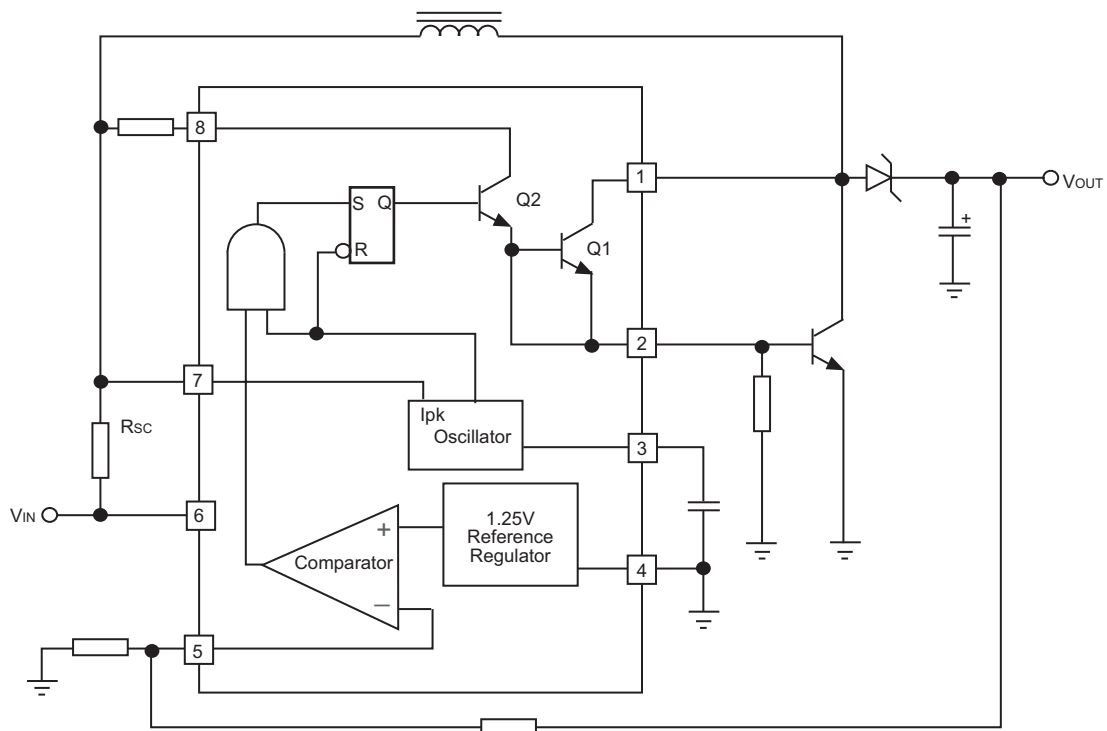 8
1
S Q
Q2
VOUT
R
+
Q1
2
7
Ipk
Oscillator
RSC
3
VIN
6
1.25V
Reference
Regulator
+
Comparator
4
−
5